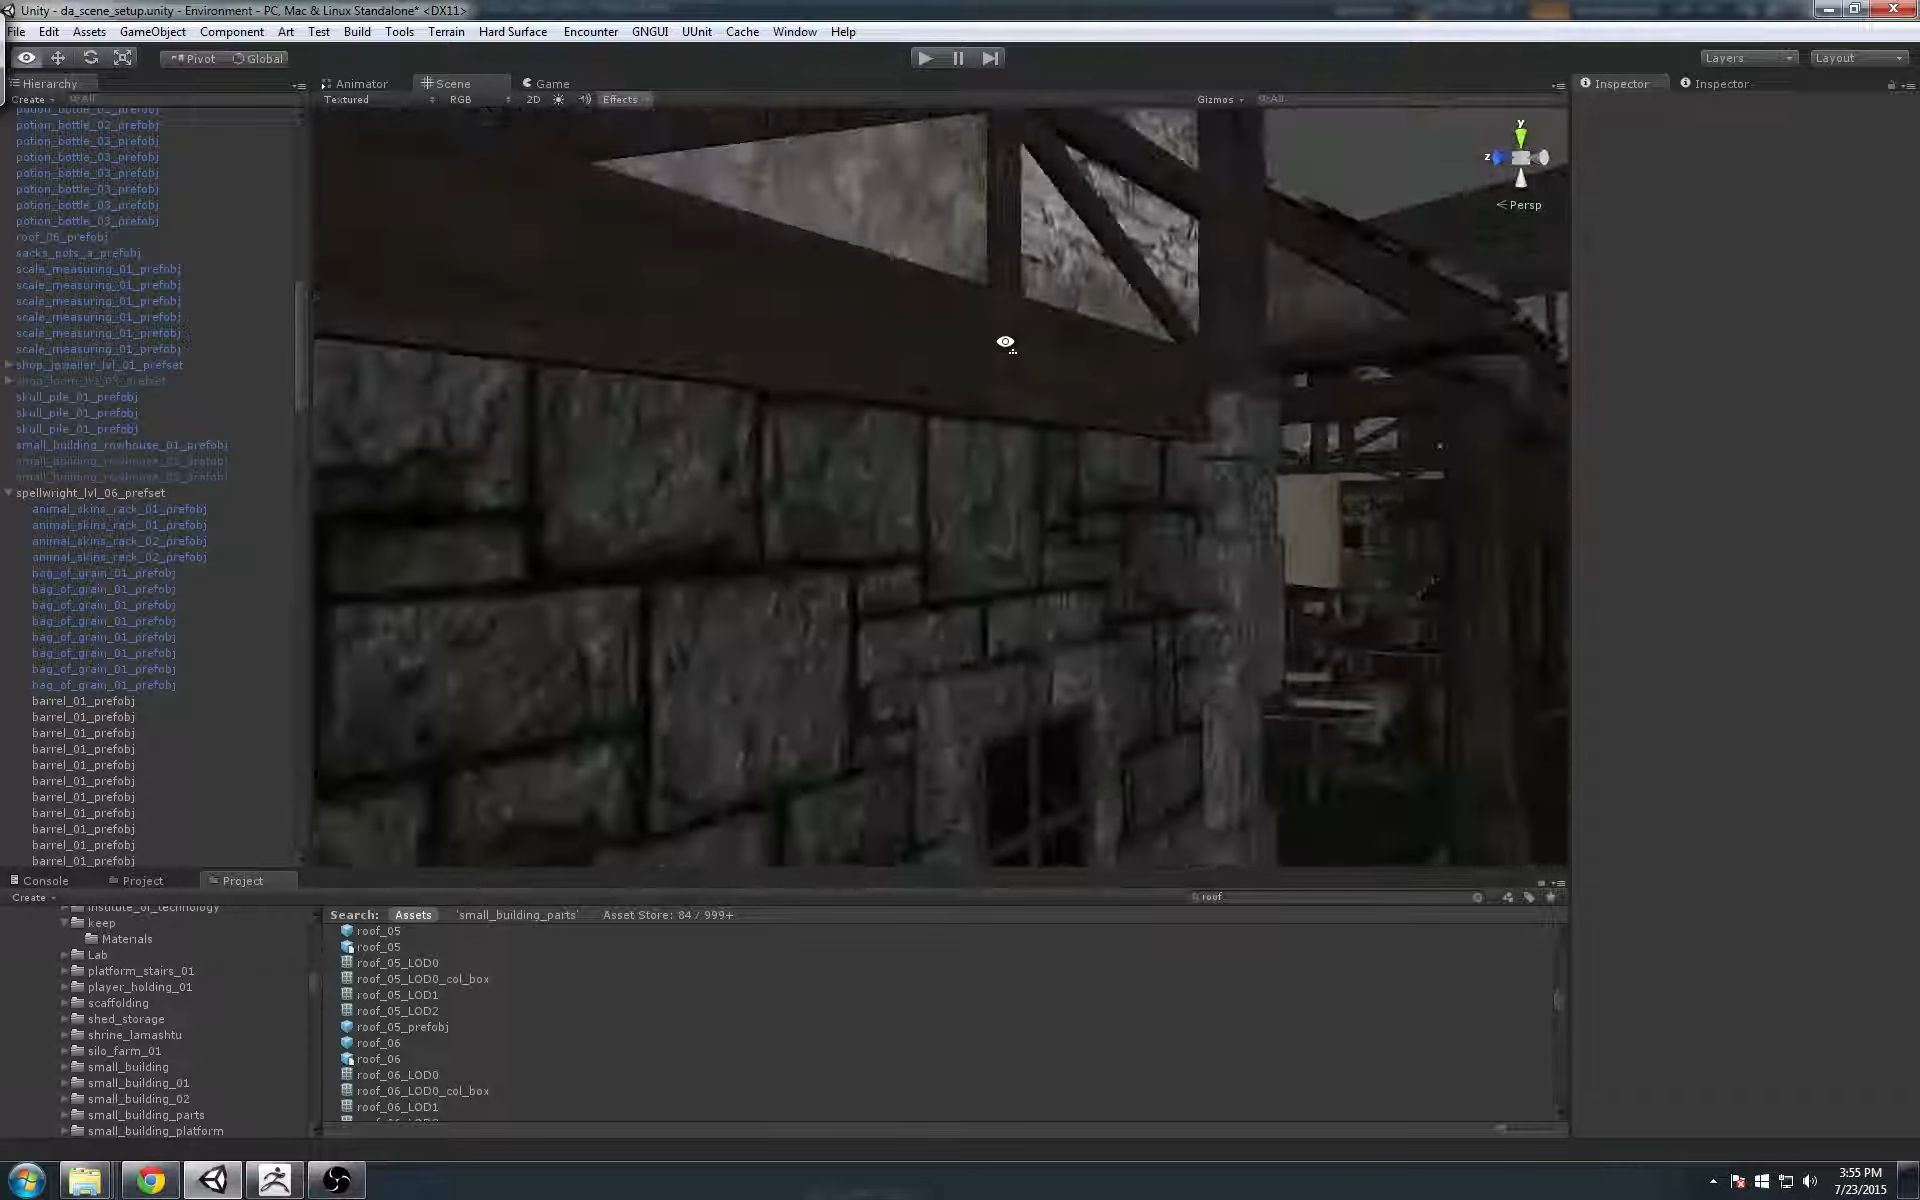 Unity - da_scene_setup.unity - Environment - PC, Mac & Linux Standalone* <DX11>
File Edit Assets GameObject Component Art Test Build Tools Terrain Hard Surface Encounter GNGUI UUnit Cache Window Help
Pivot Global Layers Layout
Hierarchy Animator Scene Game Inspector Inspector
Create All Textured RGB 2D Effects Gizmos All
potion_bottle_02_prefobj
potion_bottle_03_prefobj
potion_bottle_03_prefobj
potion_bottle_03_prefobj
potion_bottle_03_prefobj
potion_bottle_03_prefobj
potion_bottle_03_prefobj
roof_06_prefobj
sacks_pots_a_prefobj
scale_measuring_01_prefobj
scale_measuring_01_prefobj
scale_measuring_01_prefobj
scale_measuring_01_prefobj
scale_measuring_01_prefobj
scale_measuring_01_prefobj
shop_jeweller_lvl_01_prefset
shop_loom_lvl_03_prefset
skull_pile_01_prefobj
skull_pile_01_prefobj
skull_pile_01_prefobj
small_building_rowhouse_01_prefobj
spellwright_lvl_06_prefset
animal_skins_rack_01_prefobj
animal_skins_rack_01_prefobj
animal_skins_rack_02_prefobj
animal_skins_rack_02_prefobj
bag_of_grain_01_prefobj
bag_of_grain_01_prefobj
bag_of_grain_01_prefobj
bag_of_grain_01_prefobj
bag_of_grain_01_prefobj
bag_of_grain_01_prefobj
bag_of_grain_01_prefobj
bag_of_grain_01_prefobj
barrel_01_prefobj
barrel_01_prefobj
barrel_01_prefobj
barrel_01_prefobj
barrel_01_prefobj
barrel_01_prefobj
barrel_01_prefobj
barrel_01_prefobj
barrel_01_prefobj
barrel_01_prefobj
barrel_01_prefobj
y
z
Persp
Console Project Project
Create roof
institute_of_technology
keep
Materials
Lab
platform_stairs_01
player_holding_01
scaffolding
shed_storage
shrine_lamashtu
silo_farm_01
small_building
small_building_01
small_building_02
small_building_parts
small_building_platform
Search: Assets 'small_building_parts' Asset Store: 84 / 999+
roof_05
roof_05
roof_05_LOD0
roof_05_LOD0_col_box
roof_05_LOD1
roof_05_LOD2
roof_05_prefobj
roof_06
roof_06
roof_06_LOD0
roof_06_LOD0_col_box
roof_06_LOD1
3:55 PM
7/23/2015